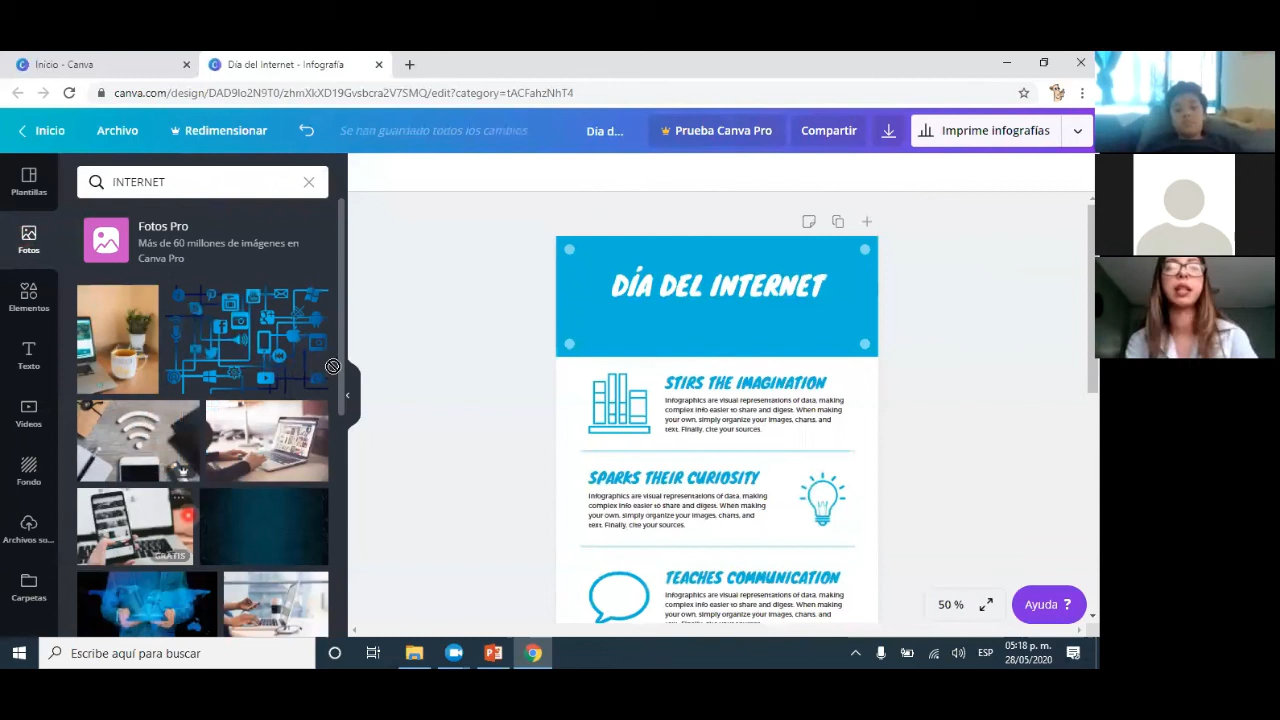 Inicio - Canva
Día del Internet - Infografía
canva.com/design/DAD9Io2N9T0/zhmXkXD19Gvsbcra2V7SMQ/edit?category=tACFahzNhT4
Inicio
Archivo
Redimensionar
Se han guardado todos los cambios
Día d...
Prueba Canva Pro
Compartir
Imprime infografías
Plantillas
Fotos
Elementos
Texto
Videos
Fondo
Archivos su...
Carpetas
INTERNET
Fotos Pro
Más de 60 millones de imágenes en
Canva Pro
GRATIS
DÍA DEL INTERNET
STIRS THE IMAGINATION
Infographics are visual representations of data, making
complex info easier to share and digest. When making
your own, simply organize your images, charts, and
text. Finally, cite your sources.
SPARKS THEIR CURIOSITY
Infographics are visual representations of data, making
complex info easier to share and digest. When making
your own, simply organize your images, charts, and
text. Finally, cite your sources.
TEACHES COMMUNICATION
Infographics are visual representations of data, making
complex info easier to share and digest. When making
your own, simply organize your images, charts, and
50 %
Ayuda ?
Escribe aquí para buscar
ESP
05:18 p. m.
28/05/2020